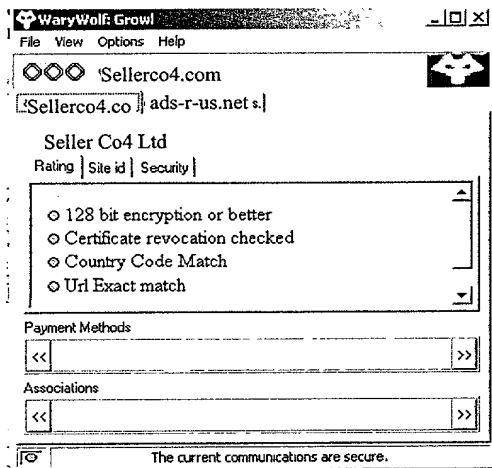 WaryWolf: Growl
File View Options Help
'Sellerco4.com
'Sellerco4.co ads-r-us.net s.
Seller Co4 Ltd
Rating Site id Security
128 bit encryption or better
Certificate revocation checked
Country Code Match
Url Exact match
Payment Methods
<< >>
Associations
<< >>
The current communications are secure.